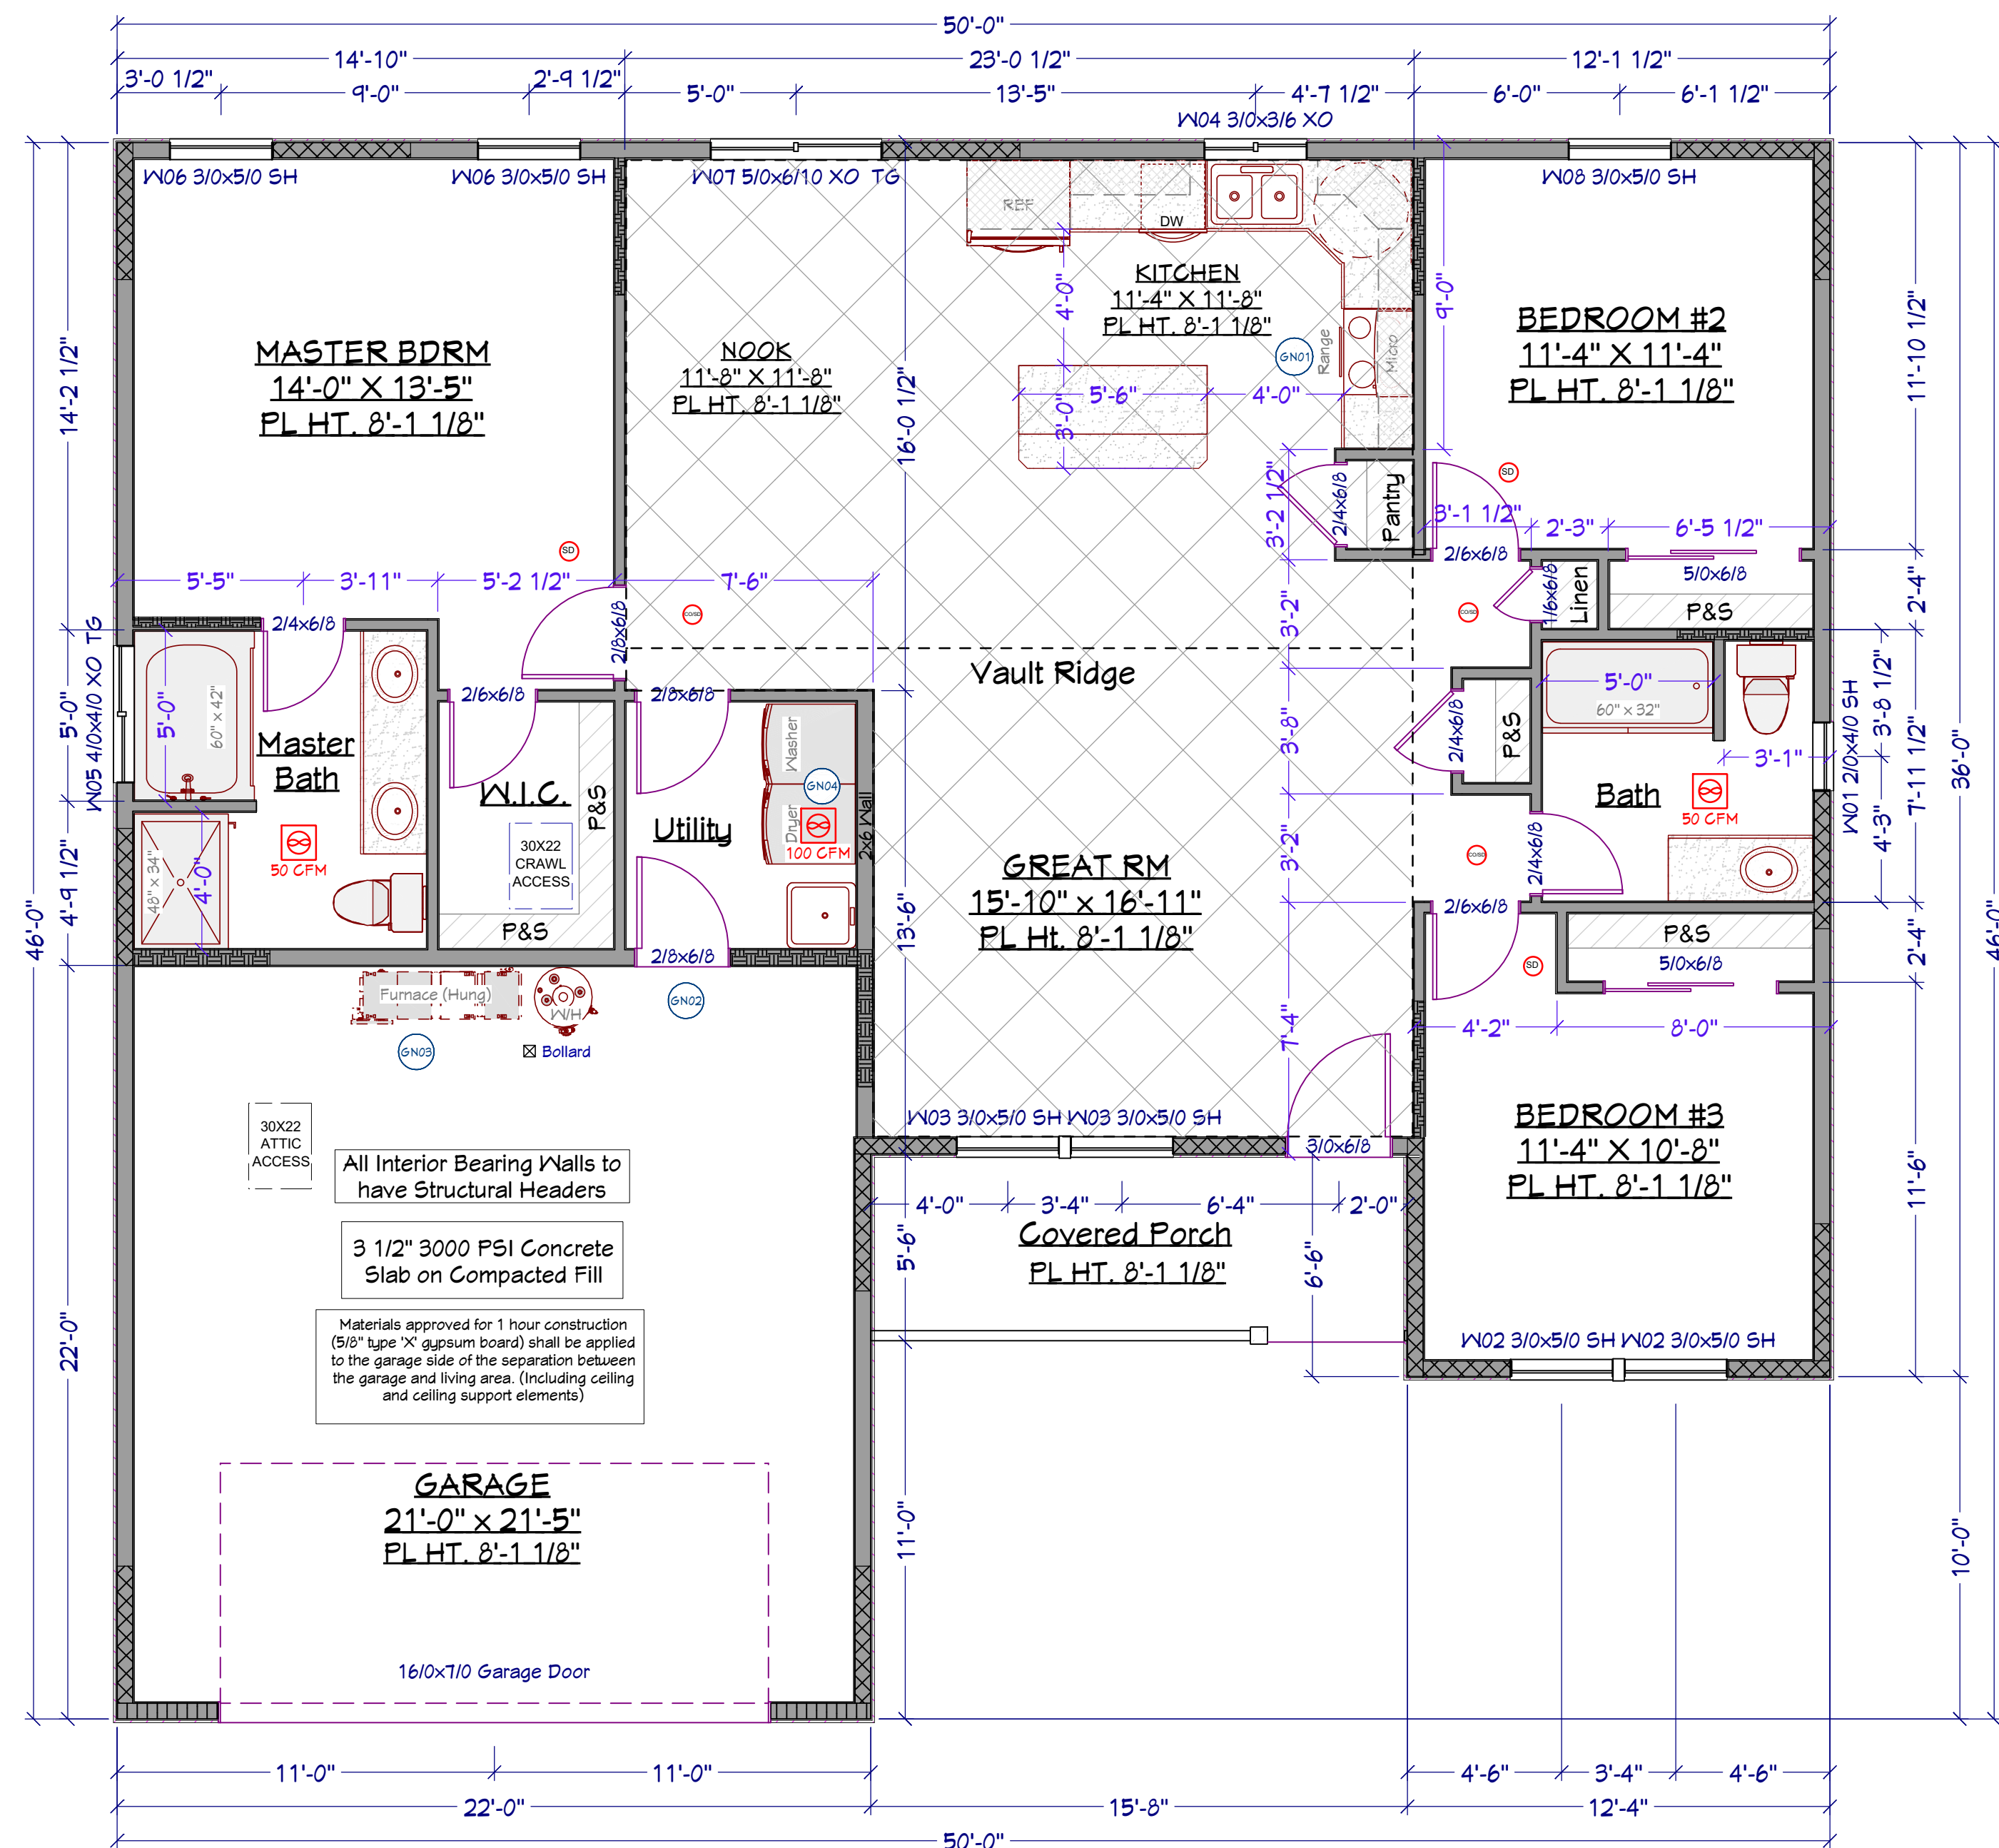 50'-0"
14'-10"
23'-0 1/2"
12'-1 1/2"
3'-0 1/2"
9'-0"
2'-9 1/2"
5'-0"
13'-5"
4'-7 1/2"
6'-0"
6'-1 1/2"
W04 3/0x3/6 XO
W06 3/0x5/0 SH
W06 3/0x5/0 SH
W07 5/0x6/10 XO TG
W08 3/0x5/0 SH
REF
DW
KITCHEN
11'-4" X 11'-8"
PL HT. 8'-1 1/8"
GN01
Range
Micro
4'-0"
9'-0"
MASTER BDRM
14'-0" X 13'-5"
PL HT. 8'-1 1/8"
NOOK
11'-8" X 11'-8"
PL HT. 8'-1 1/8"
BEDROOM #2
11'-4" X 11'-4"
PL HT. 8'-1 1/8"
14'-2 1/2"
16'-0 1/2"
11'-10 1/2"
5'-6"
4'-0"
3'-0"
3'-2 1/2"
2/4x6/8
Pantry
SD
3'-1 1/2"
2'-3"
6'-5 1/2"
2/6x6/8
5/0x6/8
SD
5'-5"
3'-11"
5'-2 1/2"
7'-6"
2/4x6/8
2/8x6/8
CO/SD
3'-2"
CO/SD
1/6x6/8
Linen
P&S
2'-4"
Vault Ridge
W05 4/0x4/0 XO TG
5'-0"
5'-0"
60" x 42"
Master
Bath
2/6x6/8
2/8x6/8
W.I.C.
P&S
30X22
CRAWL
ACCESS
P&S
Utility
Washer
GN04
Dryer
100 CFM
2x6 Wall
3'-8"
2/4x6/8
P&S
5'-0"
60" x 32"
3'-1"
Bath
50 CFM
W01 2/0x4/0 SH
3'-8 1/2"
4'-3"
7'-11 1/2"
36'-0"
46'-0"
4'-9 1/2"
48" x 34"
4'-0"
50 CFM
3'-2"
CO/SD
2/4x6/8
GREAT RM
15'-10" x 16'-11"
PL Ht. 8'-1 1/8"
13'-6"
2/6x6/8
P&S
5/0x6/8
2'-4"
SD
46'-0"
2/8x6/8
Furnace (Hung)
W/H
GN02
GN03
Bollard
7'-4"
4'-2"
8'-0"
30X22
ATTIC
ACCESS
All Interior Bearing Walls to
have Structural Headers
W03 3/0x5/0 SH W03 3/0x5/0 SH
3/0x6/8
BEDROOM #3
11'-4" X 10'-8"
PL HT. 8'-1 1/8"
11'-6"
4'-0"
3'-4"
6'-4"
2'-0"
3 1/2" 3000 PSI Concrete
Slab on Compacted Fill
5'-6"
Covered Porch
PL HT. 8'-1 1/8"
6'-6"
Materials approved for 1 hour construction
(5/8" type 'X' gypsum board) shall be applied
to the garage side of the separation between
the garage and living area. (Including ceiling
and ceiling support elements)
22'-0"
W02 3/0x5/0 SH W02 3/0x5/0 SH
GARAGE
21'-0" x 21'-5"
PL HT. 8'-1 1/8"
11'-0"
10'-0"
16/0x7/0 Garage Door
11'-0"
11'-0"
4'-6"
3'-4"
4'-6"
22'-0"
15'-8"
12'-4"
50'-0"